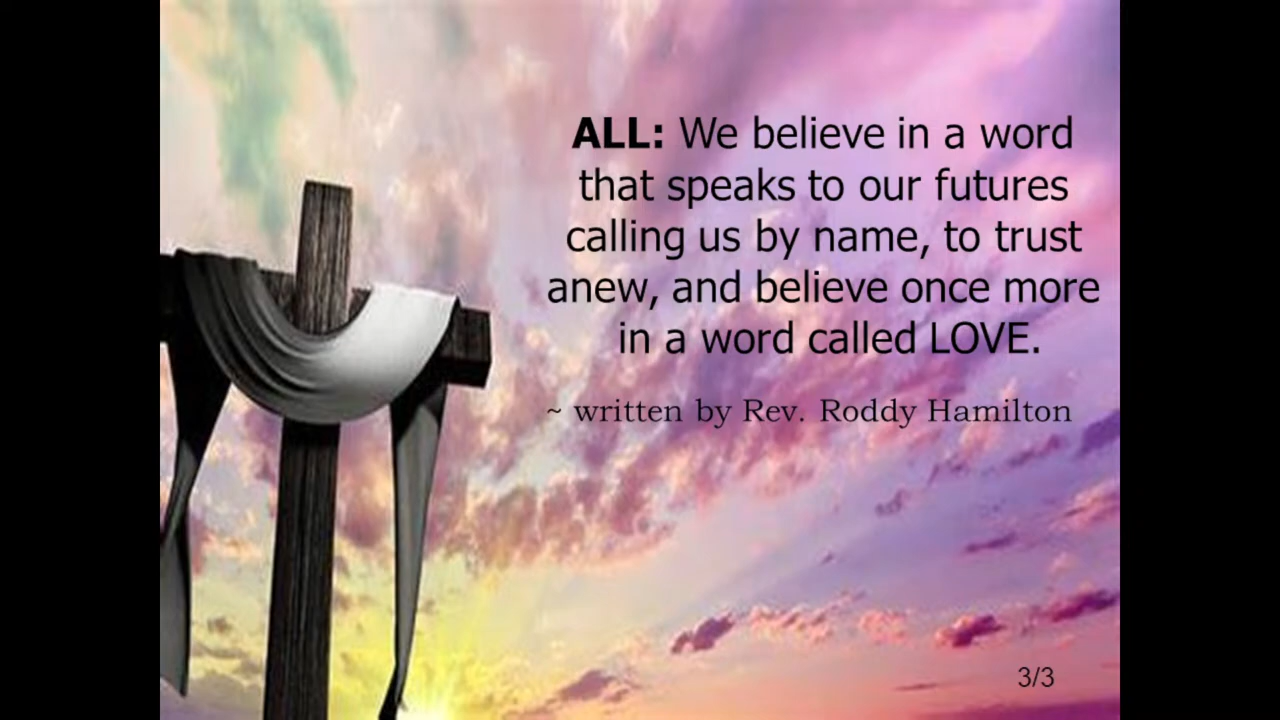 ALL: We believe in a word
that speaks to our futures
calling us by name, to trust
anew, and believe once more
in a word called LOVE.
~ written by Rev. Roddy Hamilton
3/3